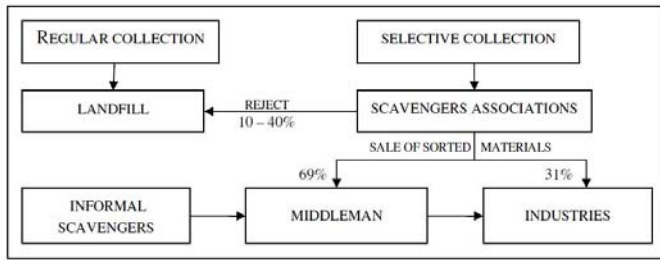 REGULAR COLLECTION
SELECTIVE COLLECTION
LANDFILL
REJECT
10 – 40%
SCAVENGERS ASSOCIATIONS
SALE OF SORTED MATERIALS
69%
31%
INFORMAL
SCAVENGERS
MIDDLEMAN
INDUSTRIES